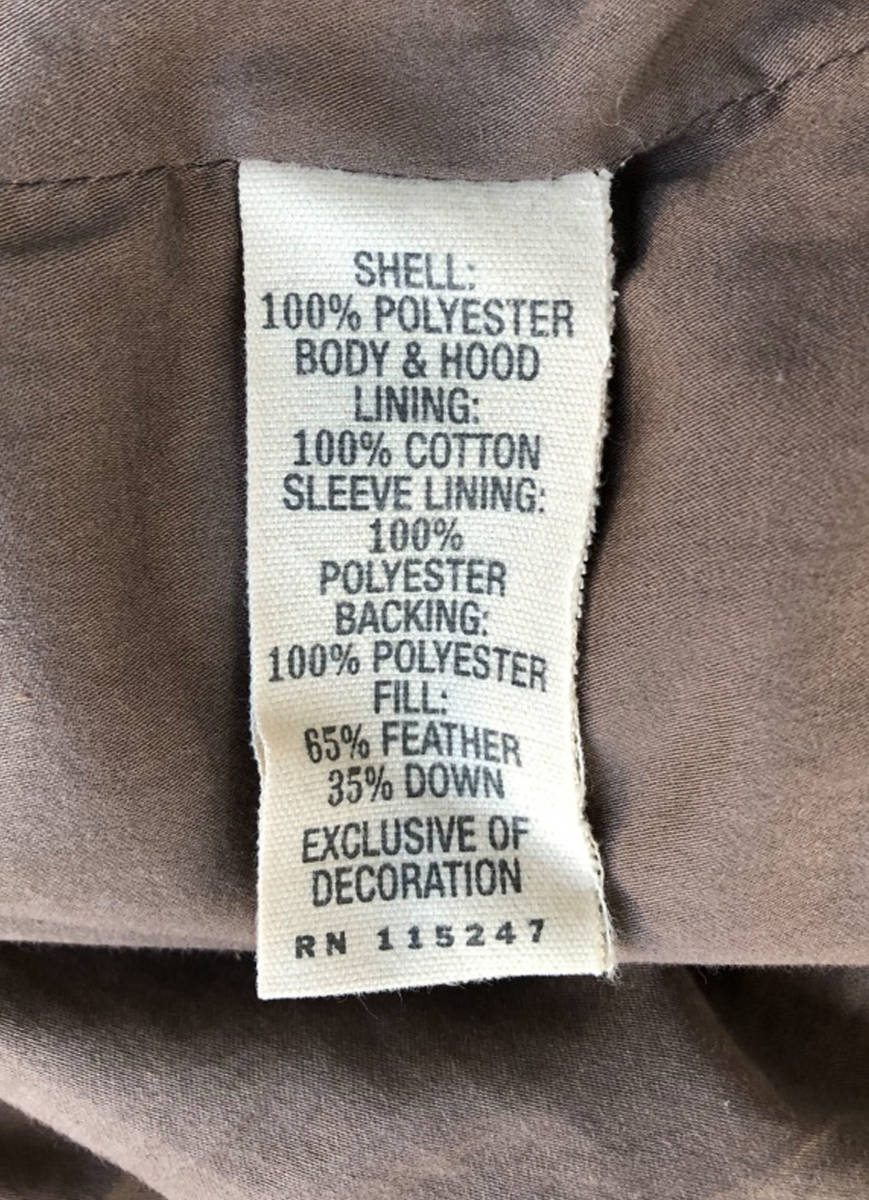 SHELL:
100% POLYESTER
BODY & HOOD
LINING:
100% COTTON
SLEEVE LINING:
100%
POLYESTER
BACKING:
100% POLYESTER
FILL:
65% FEATHER
35% DOWN
EXCLUSIVE OF
DECORATION
RN 115247